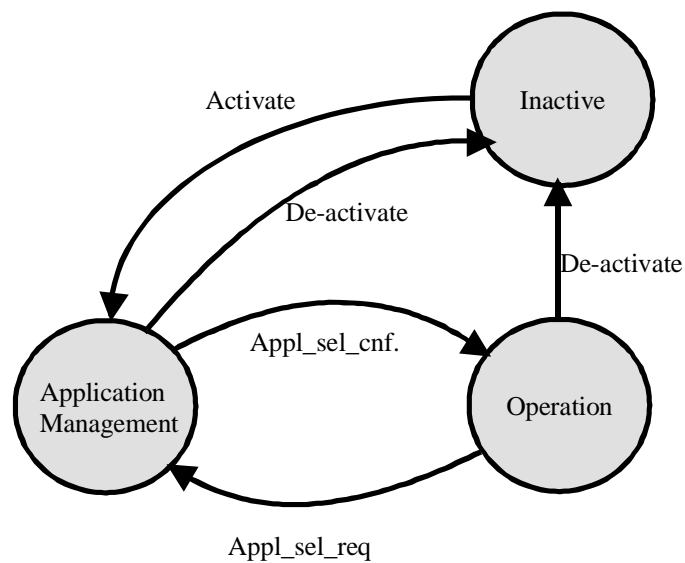 Activate
Inactive
De-activate
De-activate
Appl_sel_cnf.
Application
Management
Operation
Appl_sel_req